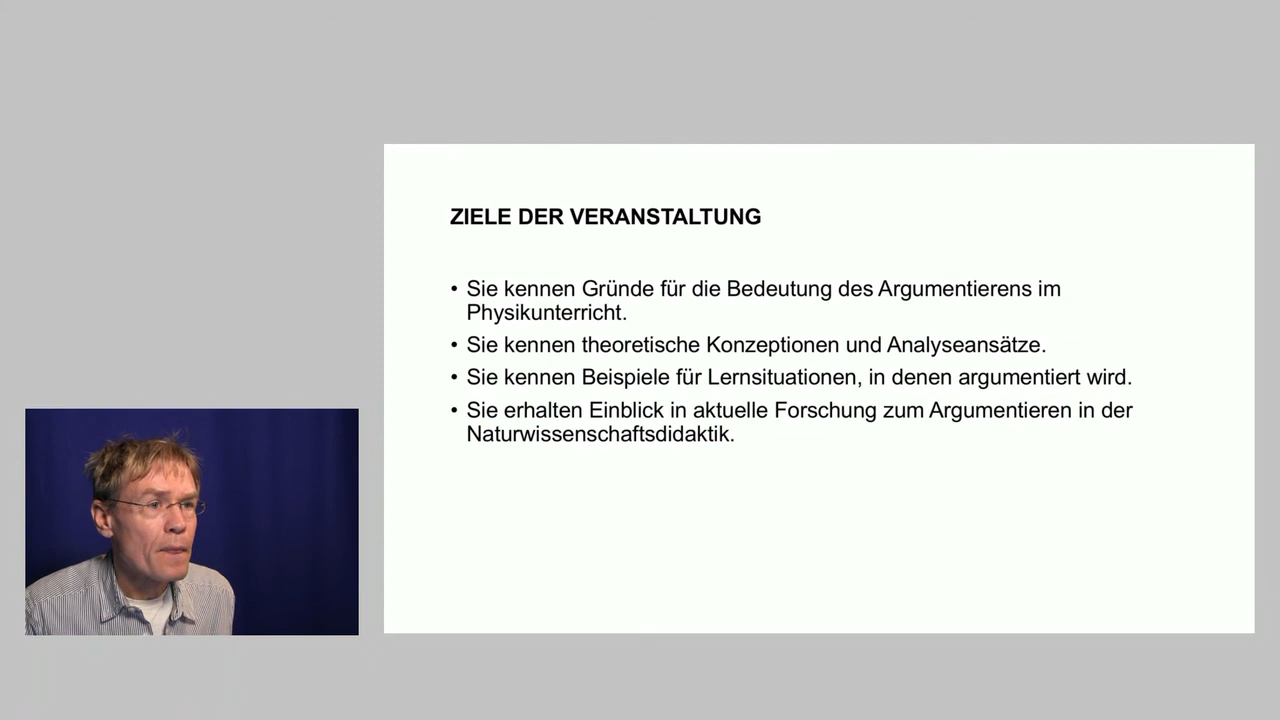 ZIELE DER VERANSTALTUNG
• Sie kennen Gründe für die Bedeutung des Argumentierens im
Physikunterricht.
• Sie kennen theoretische Konzeptionen und Analyseansätze.
• Sie kennen Beispiele für Lernsituationen, in denen argumentiert wird.
• Sie erhalten Einblick in aktuelle Forschung zum Argumentieren in der
Naturwissenschaftsdidaktik.